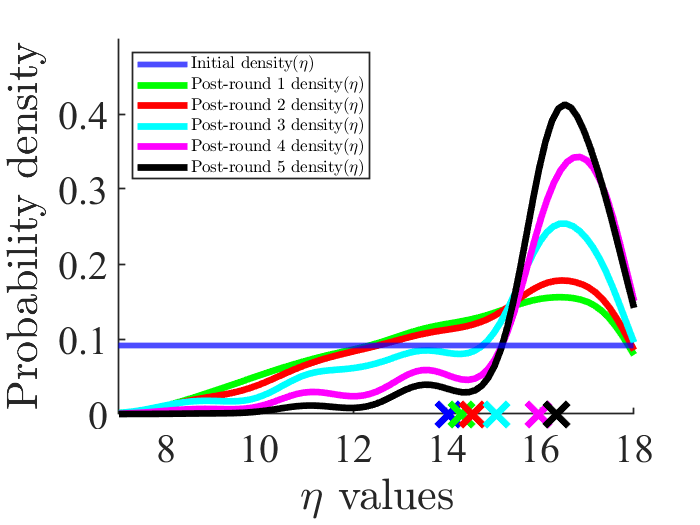 Probability density
0.4
0.3
0.2
0.1
0
Initial density(η)
Post-round 1 density(η)
Post-round 2 density(η)
Post-round 3 density(η)
Post-round 4 density(η)
Post-round 5 density(η)
8 10 12 14 16 18
η values